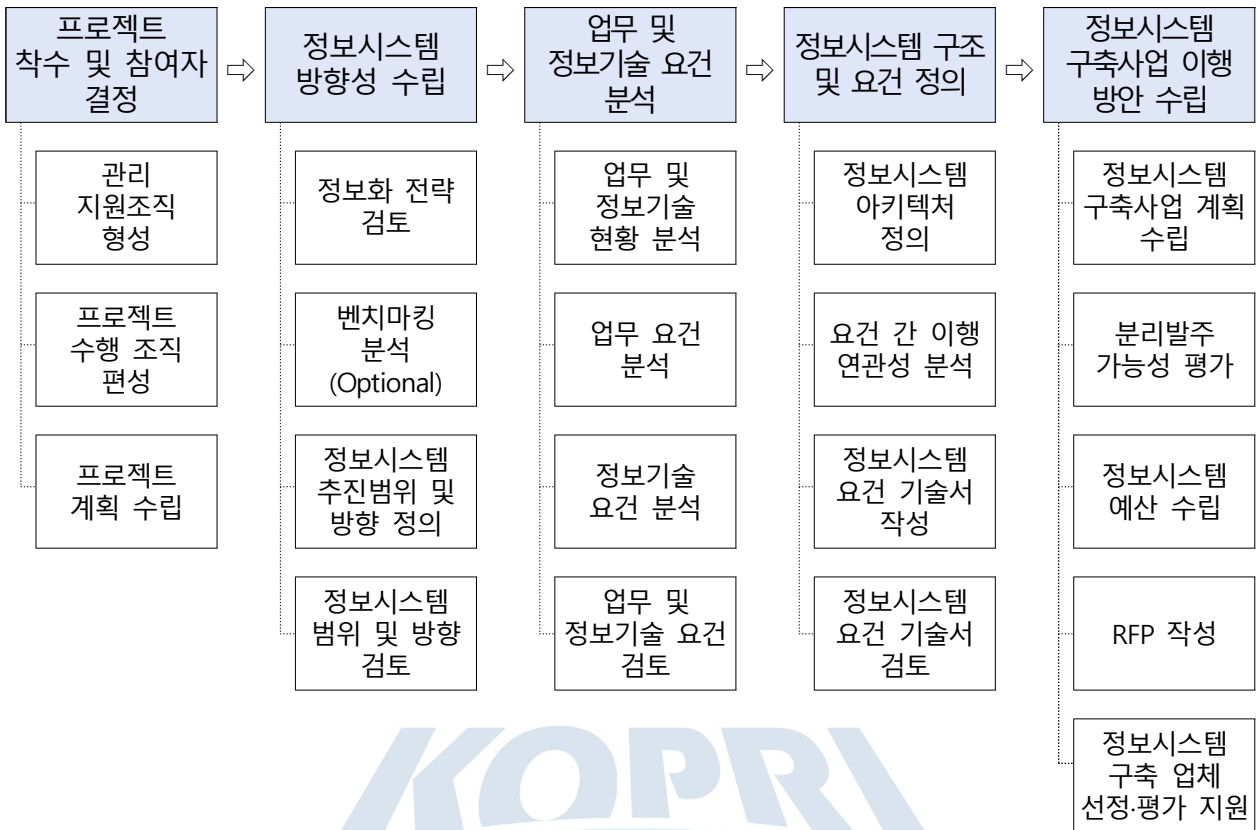 프로젝트
착수 및 참여자
결정
정보시스템
방향성 수립
업무 및
정보기술 요건
분석
정보시스템 구조
및 요건 정의
정보시스템
구축사업 이행
방안 수립
관리
지원조직
형성
프로젝트
수행 조직
편성
프로젝트
계획 수립
정보화 전략
검토
벤치마킹
분석
(Optional)
정보시스템
추진범위 및
방향 정의
정보시스템
범위 및 방향
검토
업무 및
정보기술
현황 분석
업무 요건
분석
정보기술
요건 분석
업무 및
정보기술 요건
검토
정보시스템
아키텍처
정의
요건 간 이행
연관성 분석
정보시스템
요건 기술서
작성
정보시스템
요건 기술서
검토
정보시스템
구축사업 계획
수립
분리발주
가능성 평가
정보시스템
예산 수립
RFP 작성
정보시스템
구축 업체
선정·평가 지원
KOPRI